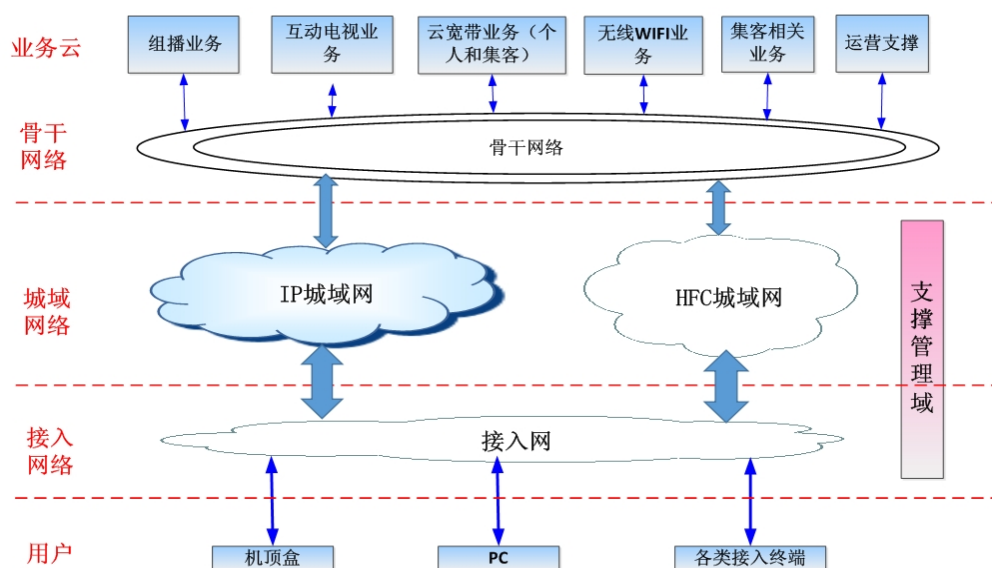 业务云
组播业务
互动电视业
务
云宽带业务（个
人和集客）
无线WIFI业
务
集客相关
业务
运营支撑
骨干
网络
骨干网络
城域
网络
IP城域网
HFC城域网
支撑管理域
接入
网络
接入网
用户
机顶盒
PC
各类接入终端